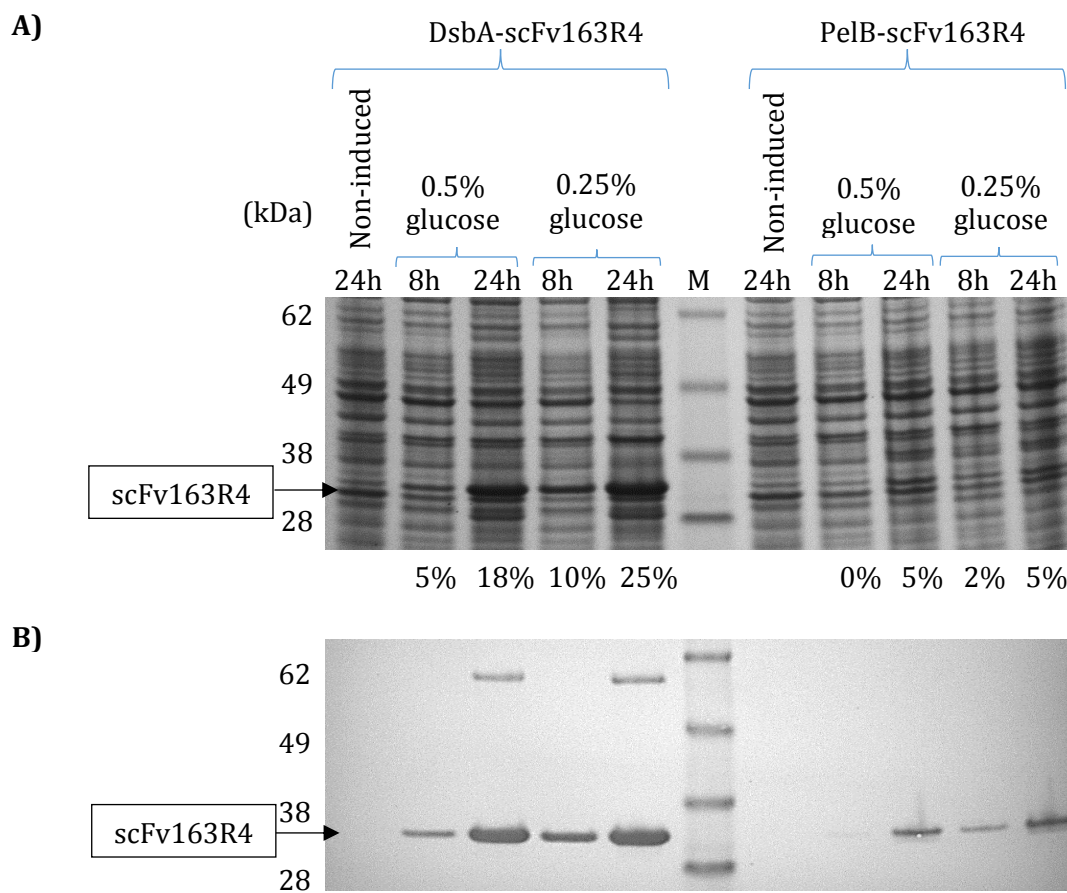 A)
DsbA-scFv163R4 PelB-scFv163R4
Non-induced Non-induced
0.5% 0.25% 0.5% 0.25%
(kDa) glucose glucose glucose glucose
24h 8h 24h 8h 24h M 24h 8h 24h 8h 24h
62
49
38
scFv163R4
28
5% 18% 10% 25% 0% 5% 2% 5%
B)
62
49
38
scFv163R4
28